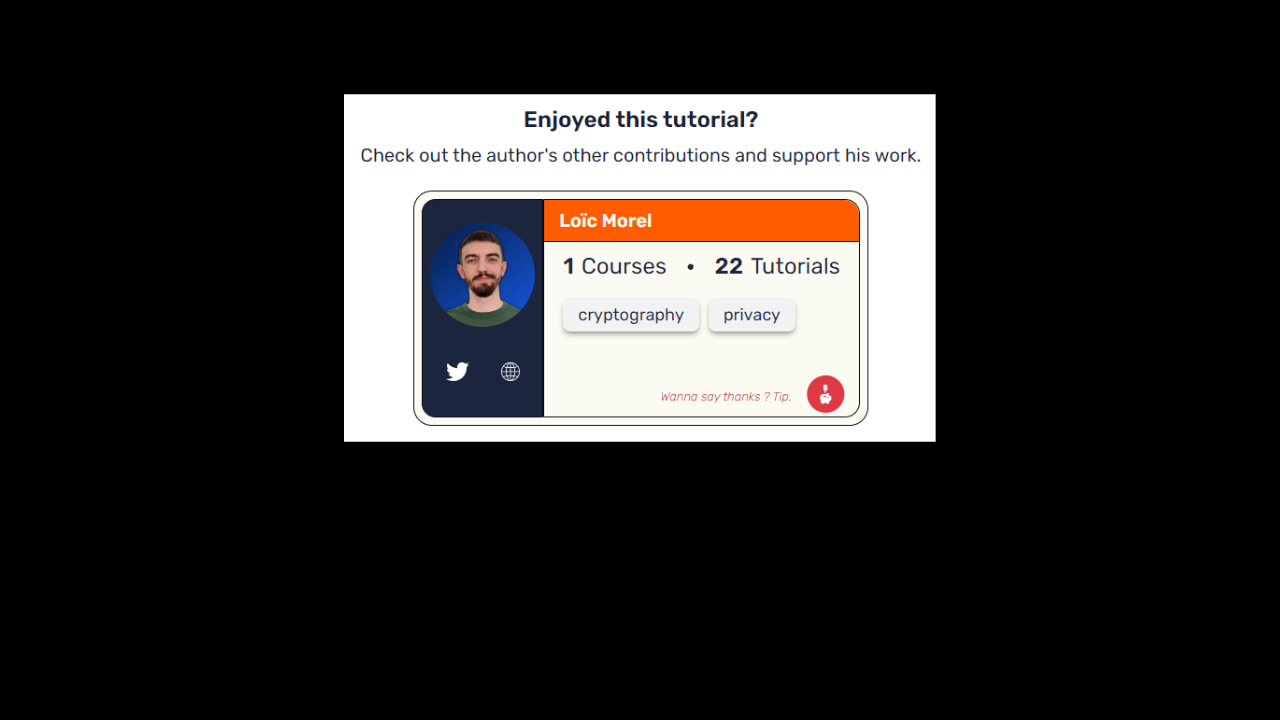 Enjoyed this tutorial?
Check out the author's other contributions and support his work.
Loïc Morel
1 Courses • 22 Tutorials
cryptography privacy
Wanna say thanks ? Tip.